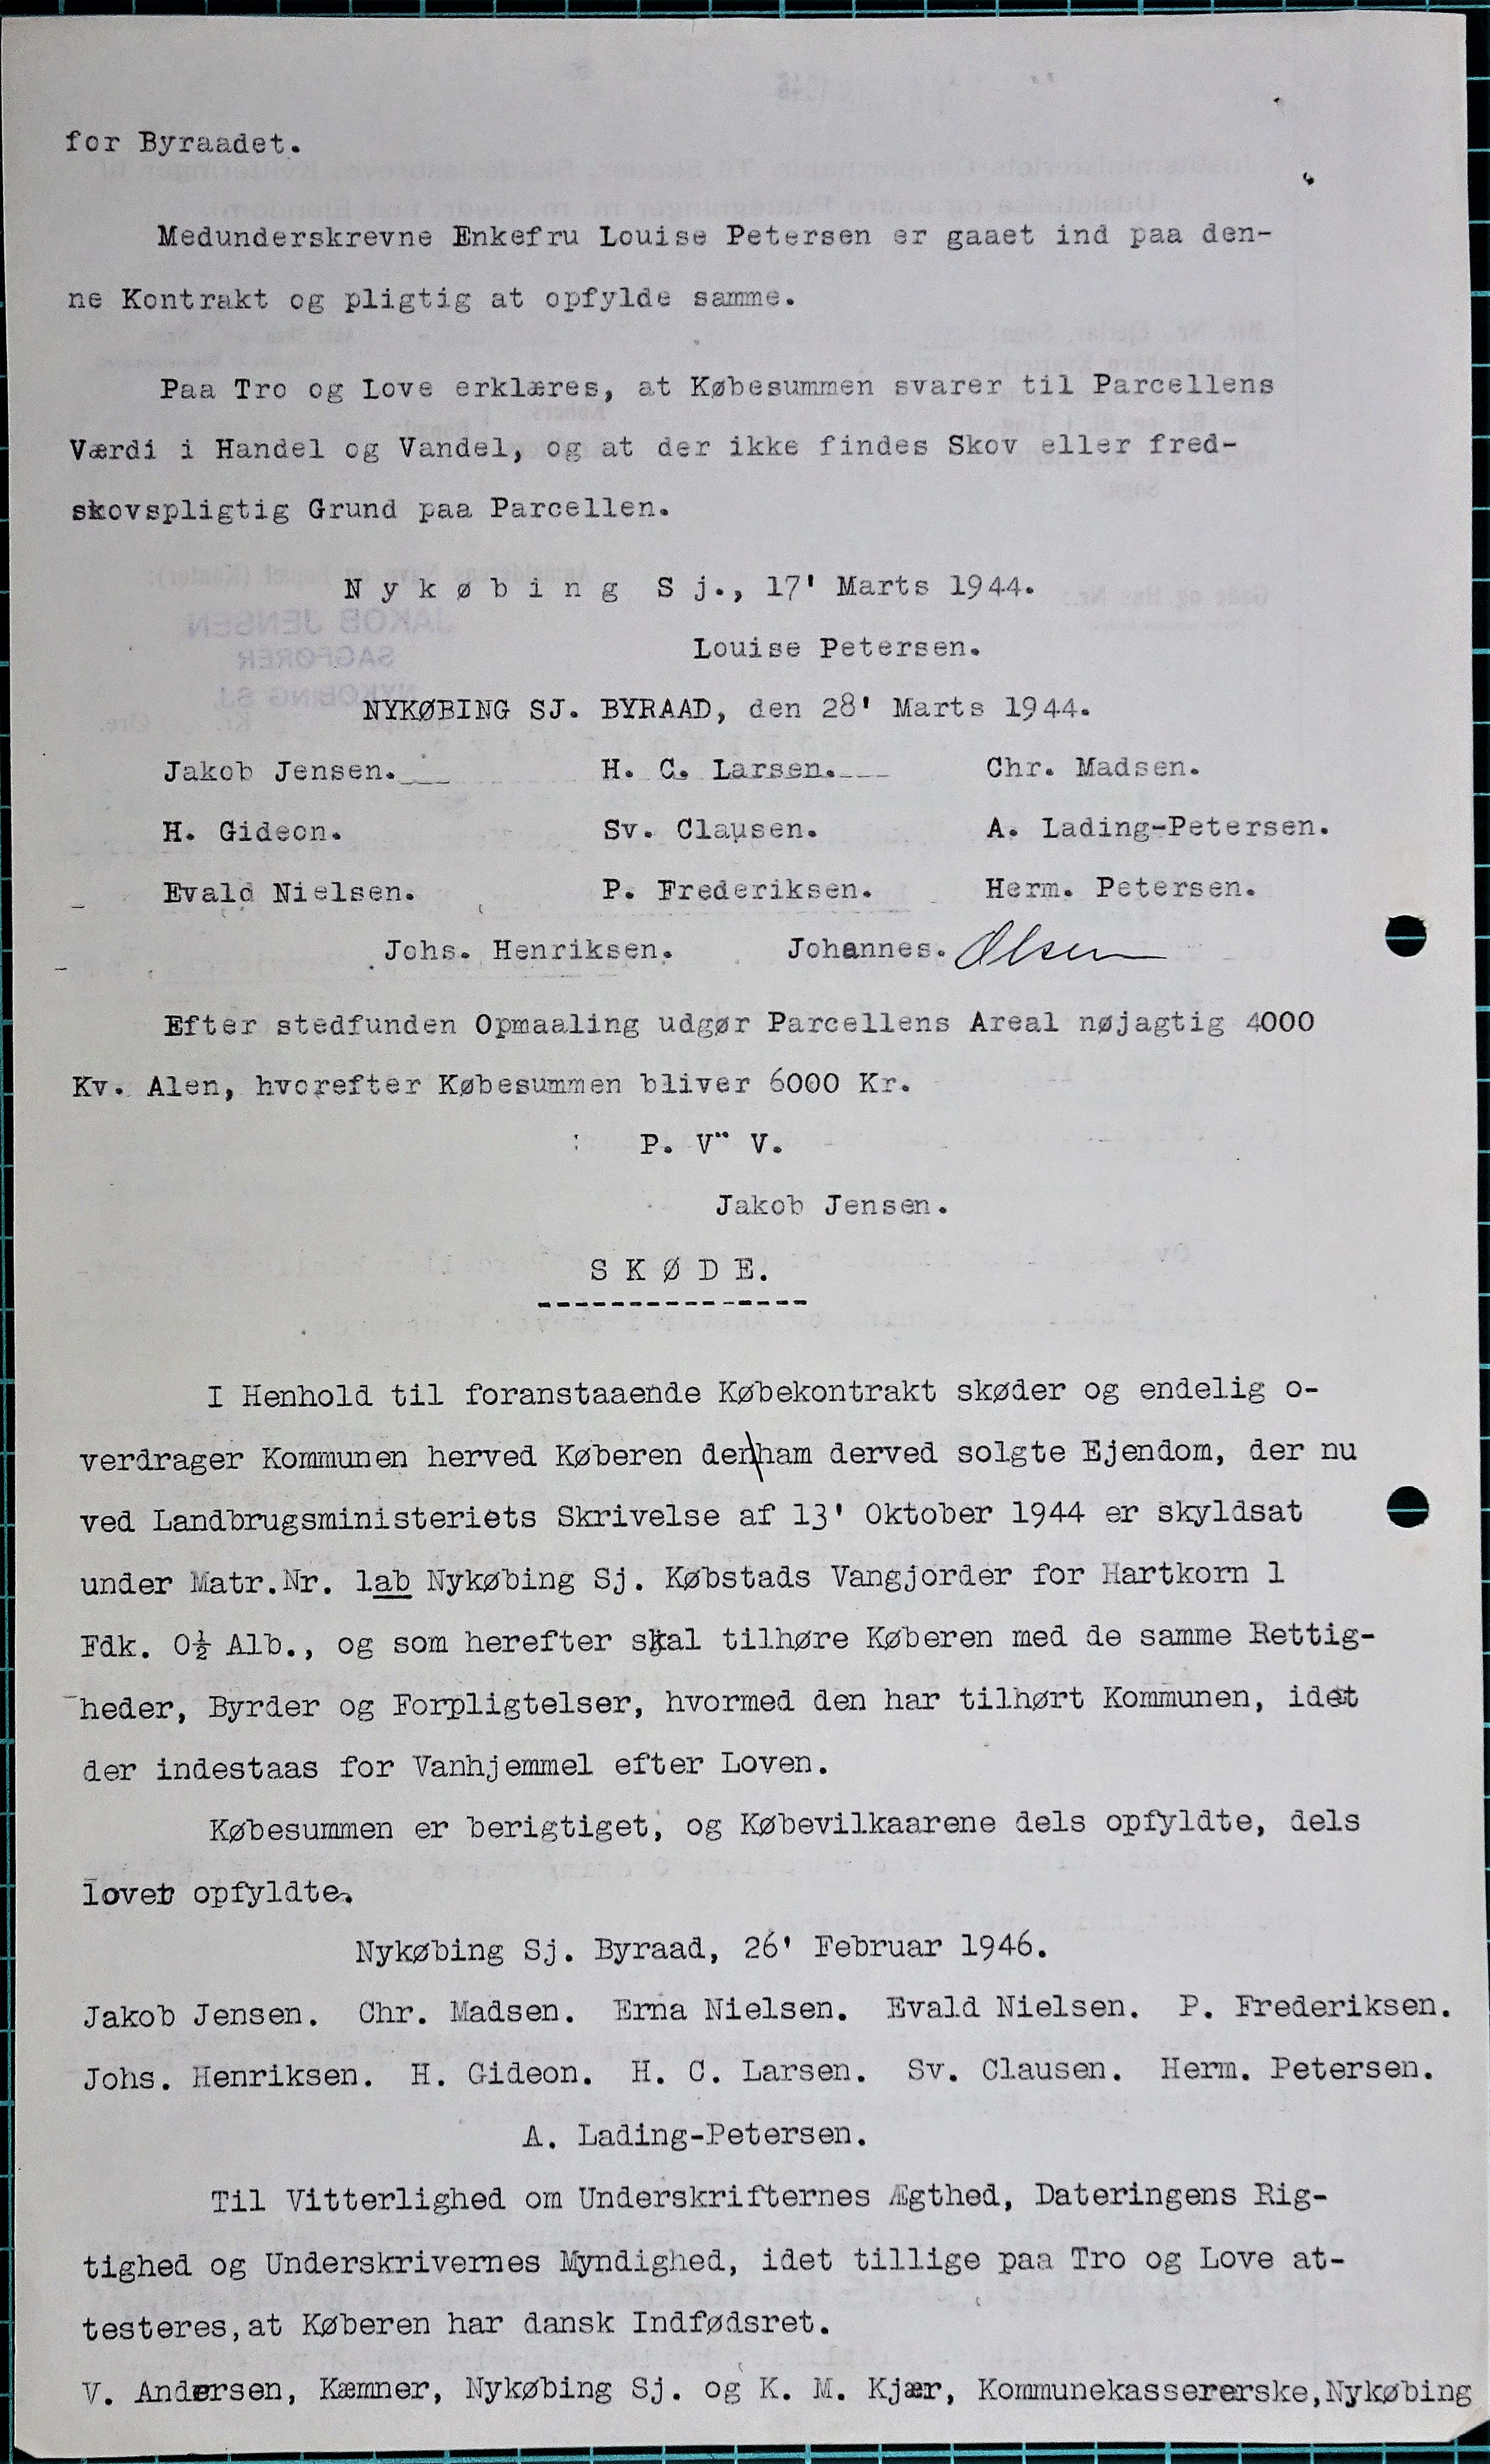 for Byraadet.
Medunderskrevne Enkefru Louise Petersen er gaaet ind paa den-
ne Kontrakt og pligtig at opfylde samme.
Paa Tro og Love erklæres, at Købesummen svarer til Parcellens
Værdi i Handel og Vandel, og at der ikke findes Skov eller fred-
skovspligtig Grund paa Parcellen.
N y k ø b i n g  S j., 17' Marts 1944.
Louise Petersen.
NYKØBING SJ. BYRAAD, den 28' Marts 1944.
Jakob Jensen. H. C. Larsen. Chr. Madsen.
H. Gideon. Sv. Clausen. A. Lading-Petersen.
Evald Nielsen. P. Frederiksen. Herm. Petersen.
Johs. Henriksen. Johannes. Olsen
Efter stedfunden Opmaaling udgør Parcellens Areal nøjagtig 4000
Kv. Alen, hvorefter Købesummen bliver 6000 Kr.
P. V¨ V.
Jakob Jensen.
S K Ø D E.
I Henhold til foranstaaende Købekontrakt skøder og endelig o-
verdrager Kommunen herved Køberen den ham derved solgte Ejendom, der nu
ved Landbrugsministeriets Skrivelse af 13' Oktober 1944 er skyldsat
under Matr.Nr. 1ab Nykøbing Sj. Købstads Vangjorder for Hartkorn 1
Fdk. 0½ Alb., og som herefter skal tilhøre Køberen med de samme Rettig-
heder, Byrder og Forpligtelser, hvormed den har tilhørt Kommunen, idet
der indestaas for Vanhjemmel efter Loven.
Købesummen er berigtiget, og Købevilkaarene dels opfyldte, dels
lovet opfyldte.
Nykøbing Sj. Byraad, 26' Februar 1946.
Jakob Jensen. Chr. Madsen. Erna Nielsen. Evald Nielsen. P. Frederiksen.
Johs. Henriksen. H. Gideon. H. C. Larsen. Sv. Clausen. Herm. Petersen.
A. Lading-Petersen.
Til Vitterlighed om Underskrifternes Ægthed, Dateringens Rig-
tighed og Underskrivernes Myndighed, idet tillige paa Tro og Love at-
testeres,at Køberen har dansk Indfødsret.
V. Andersen, Kæmner, Nykøbing Sj. og K. M. Kjær, Kommunekassererske,Nykøbing